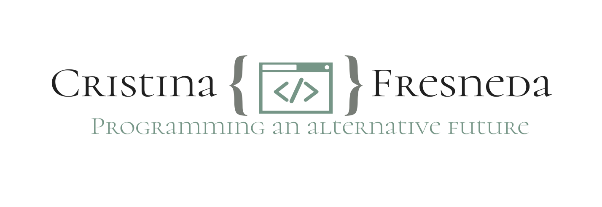 Cristina { </> } Fresneda
Programming an alternative future